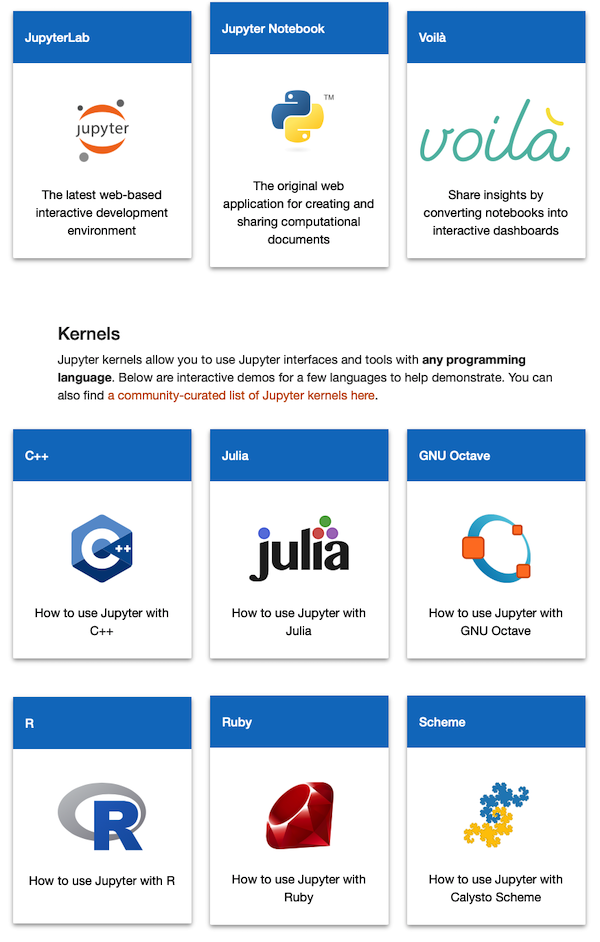 JupyterLab
jupyter
The latest web-based
interactive development
environment
Jupyter Notebook
TM
The original web
application for creating and
sharing computational
documents
Voilà
voilà
Share insights by
converting notebooks into
interactive dashboards
Kernels
Jupyter kernels allow you to use Jupyter interfaces and tools with any programming
language. Below are interactive demos for a few languages to help demonstrate. You can
also find a community-curated list of Jupyter kernels here.
C++
C++
How to use Jupyter with
C++
Julia
julia
How to use Jupyter with
Julia
GNU Octave
How to use Jupyter with
GNU Octave
R
R
How to use Jupyter with R
Ruby
How to use Jupyter with
Ruby
Scheme
How to use Jupyter with
Calysto Scheme